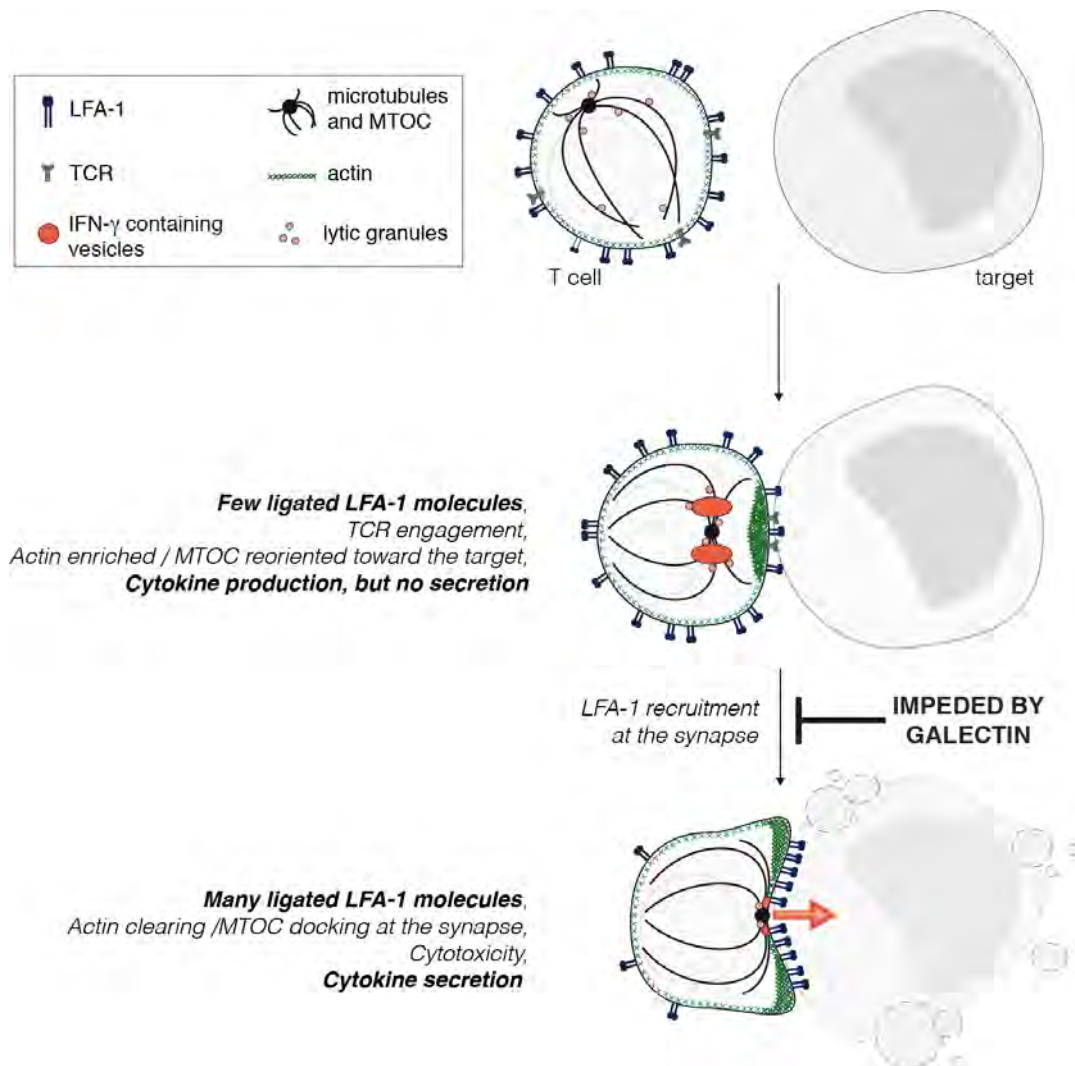 LFA-1
microtubules
and MTOC
TCR
actin
IFN-γ containing
vesicles
lytic granules
T cell
target
Few ligated LFA-1 molecules,
TCR engagement,
Actin enriched / MTOC reoriented toward the target,
Cytokine production, but no secretion
LFA-1 recruitment
at the synapse
IMPEDED BY
GALECTIN
Many ligated LFA-1 molecules,
Actin clearing /MTOC docking at the synapse,
Cytotoxicity,
Cytokine secretion